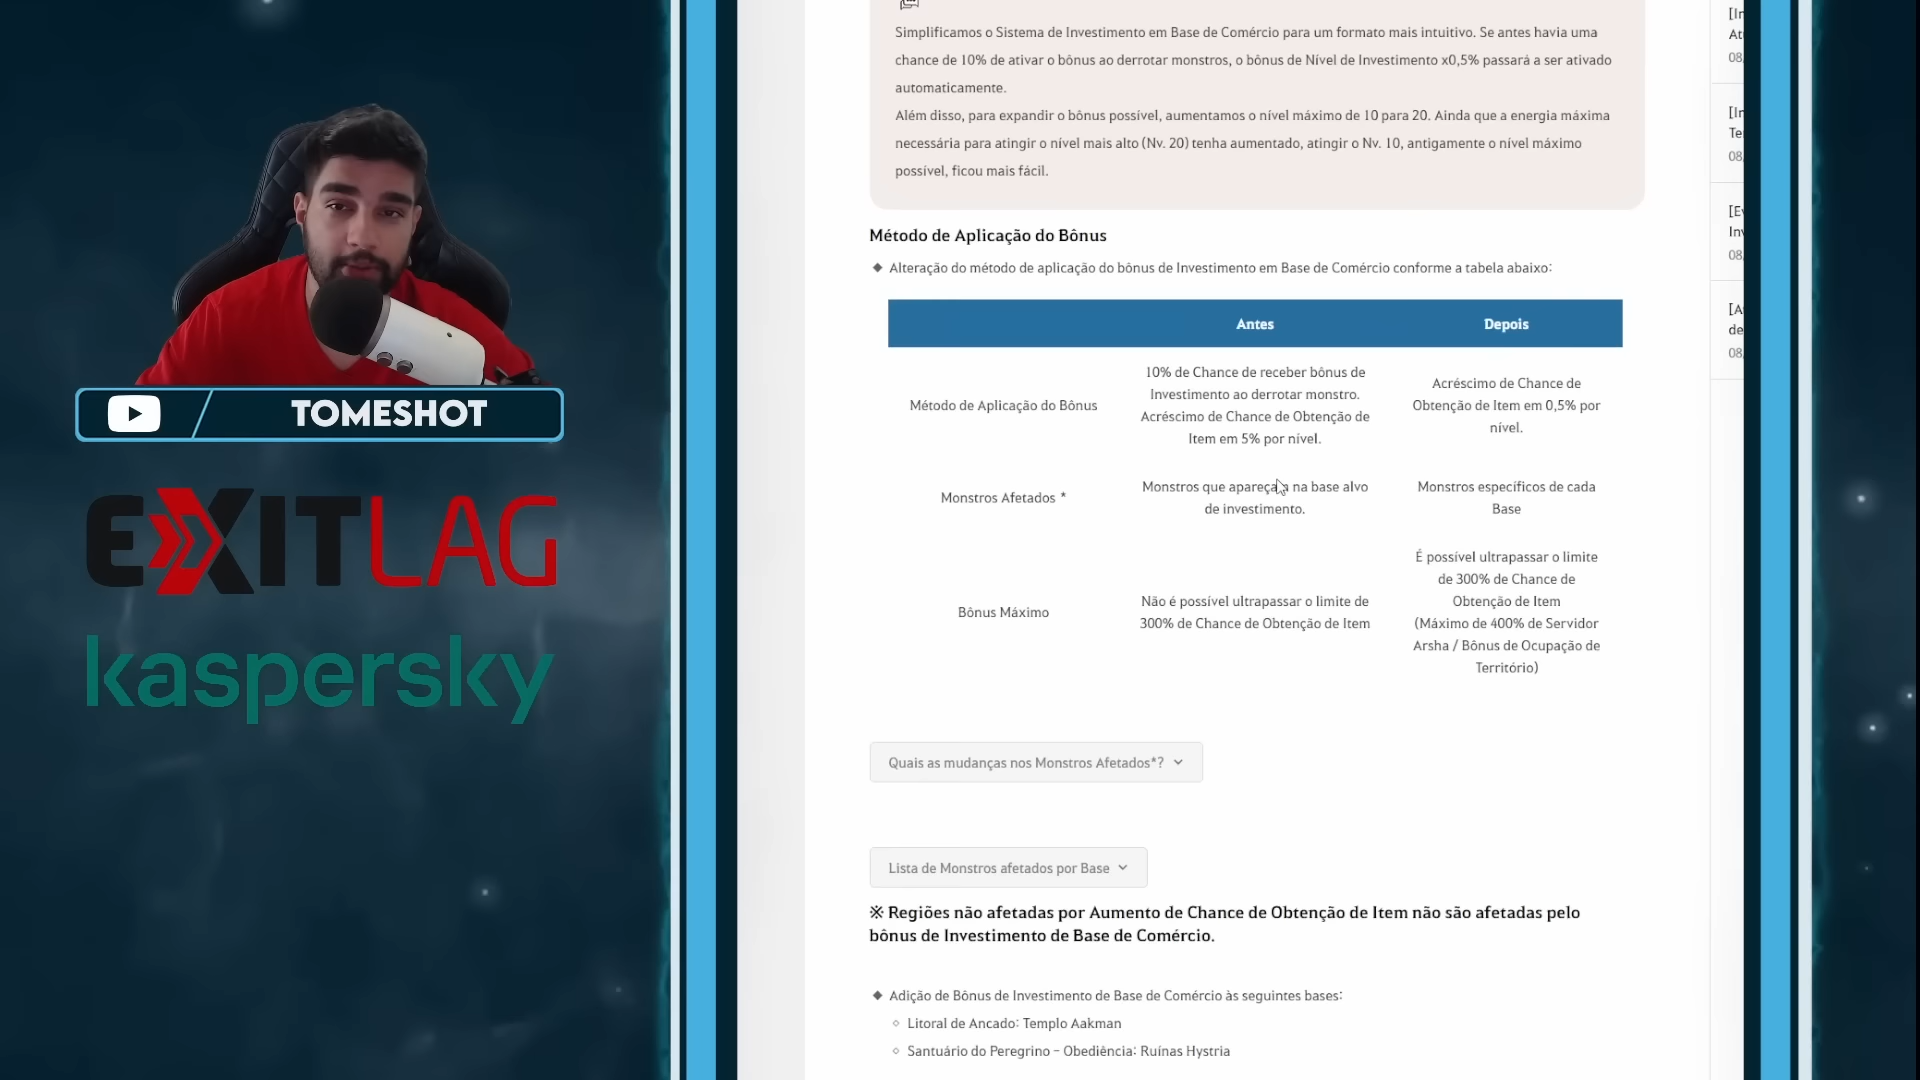 Simplificamos o Sistema de Investimento em Base de Comércio para um formato mais intuitivo. Se antes havia uma
chance de 10% de ativar o bônus ao derrotar monstros, o bônus de Nível de Investimento x0,5% passará a ser ativado
automaticamente.
Além disso, para expandir o bônus possível, aumentamos o nível máximo de 10 para 20. Ainda que a energia máxima
necessária para atingir o nível mais alto (Nv. 20) tenha aumentado, atingir o Nv. 10, antigamente o nível máximo
possível, ficou mais fácil.
Método de Aplicação do Bônus
◆ Alteração do método de aplicação do bônus de Investimento em Base de Comércio conforme a tabela abaixo:
Antes
Depois
Método de Aplicação do Bônus
10% de Chance de receber bônus de
Investimento ao derrotar monstro.
Acréscimo de Chance de Obtenção de
Item em 5% por nível.
Acréscimo de Chance de
Obtenção de Item em 0,5% por
nível.
Monstros Afetados *
Monstros que apareçam na base alvo
de investimento.
Monstros específicos de cada
Base
Bônus Máximo
Não é possível ultrapassar o limite de
300% de Chance de Obtenção de Item
É possível ultrapassar o limite
de 300% de Chance de
Obtenção de Item
(Máximo de 400% de Servidor
Arsha / Bônus de Ocupação de
Território)
Quais as mudanças nos Monstros Afetados*?
Lista de Monstros afetados por Base
※ Regiões não afetadas por Aumento de Chance de Obtenção de Item não são afetadas pelo
bônus de Investimento de Base de Comércio.
◆ Adição de Bônus de Investimento de Base de Comércio às seguintes bases:
◇ Litoral de Ancado: Templo Aakman
◇ Santuário do Peregrino - Obediência: Ruínas Hystria
TOMESHOT
EXITLAG
kaspersky
[In
At
08
[In
Te
08
[Ev
Inv
08
[A
de
08